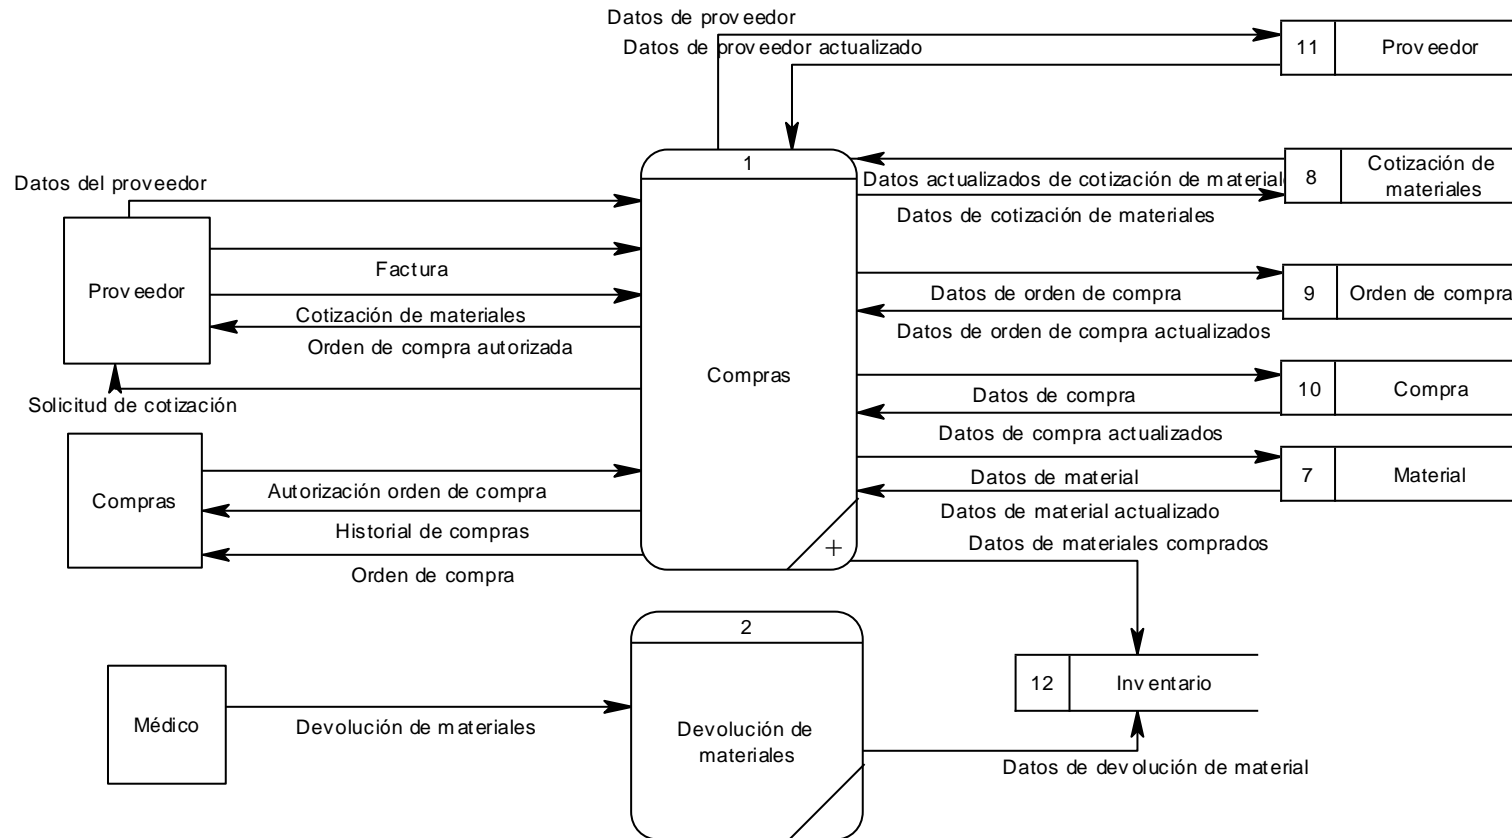 Datos de proveedor
Datos de proveedor actualizado
11
Proveedor
1
Datos del proveedor
Datos actualizados de cotización de material
8
Cotización de
materiales
Datos de cotización de materiales
Factura
Proveedor
Cotización de materiales
Orden de compra autorizada
Datos de orden de compra
9
Orden de compra
Datos de orden de compra actualizados
Compras
Solicitud de cotización
Datos de compra
10
Compra
Datos de compra actualizados
Compras
Autorización orden de compra
Datos de material
7
Material
Historial de compras
Datos de material actualizado
+
Datos de materiales comprados
Orden de compra
2
12
Inventario
Médico
Devolución de materiales
Devolución de
materiales
Datos de devolución de material